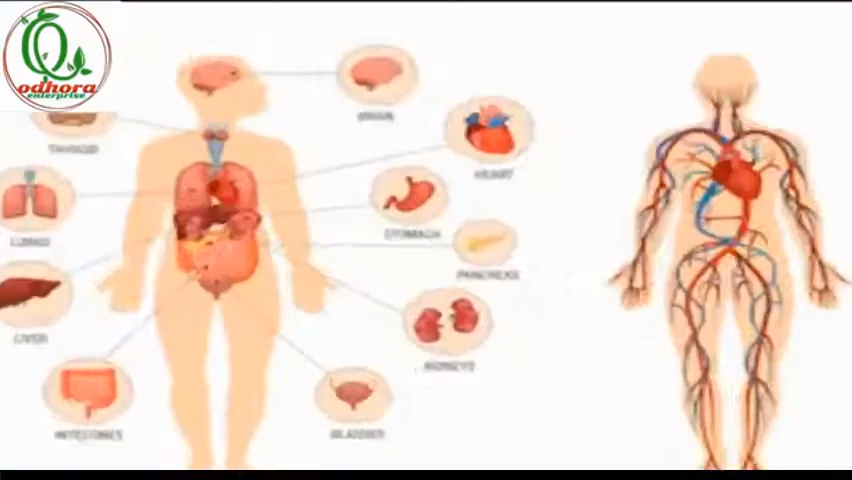 odhora
enterprise
BRAIN
THYROID
HEART
LUNGS
STOMACH
PANCREAS
LIVER
KIDNEYS
INTESTINES
BLADDER